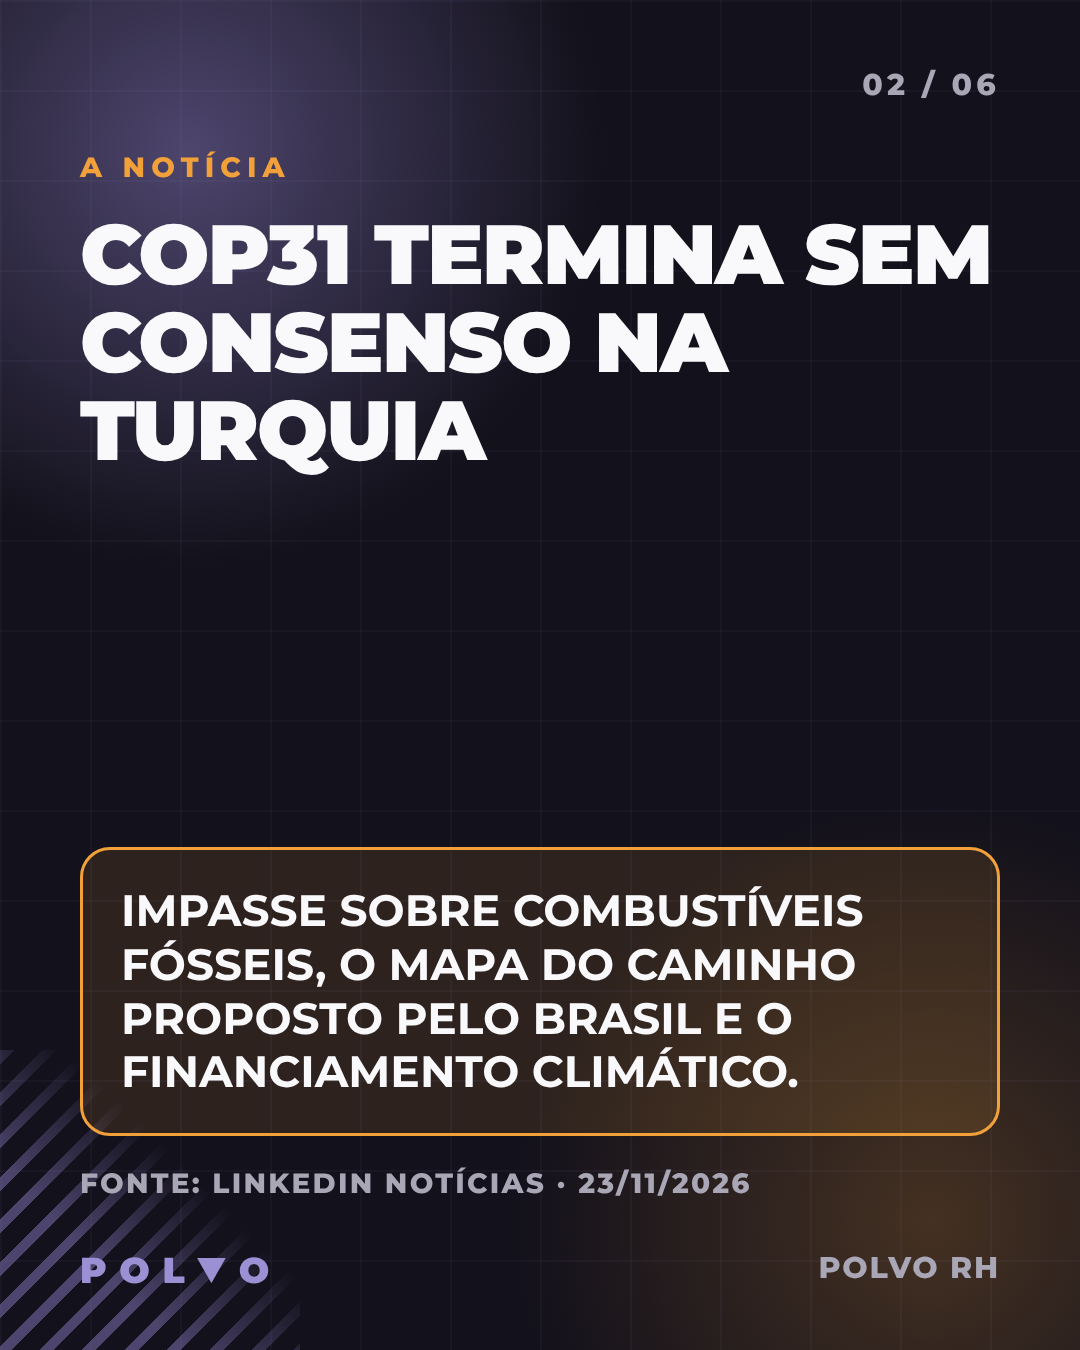 02 / 06
A NOTÍCIA
COP31 TERMINA SEM
CONSENSO NA
TURQUIA
IMPASSE SOBRE COMBUSTÍVEIS
FÓSSEIS, O MAPA DO CAMINHO
PROPOSTO PELO BRASIL E O
FINANCIAMENTO CLIMÁTICO.
FONTE: LINKEDIN NOTÍCIAS • 23/11/2026
POLVO
POLVO RH